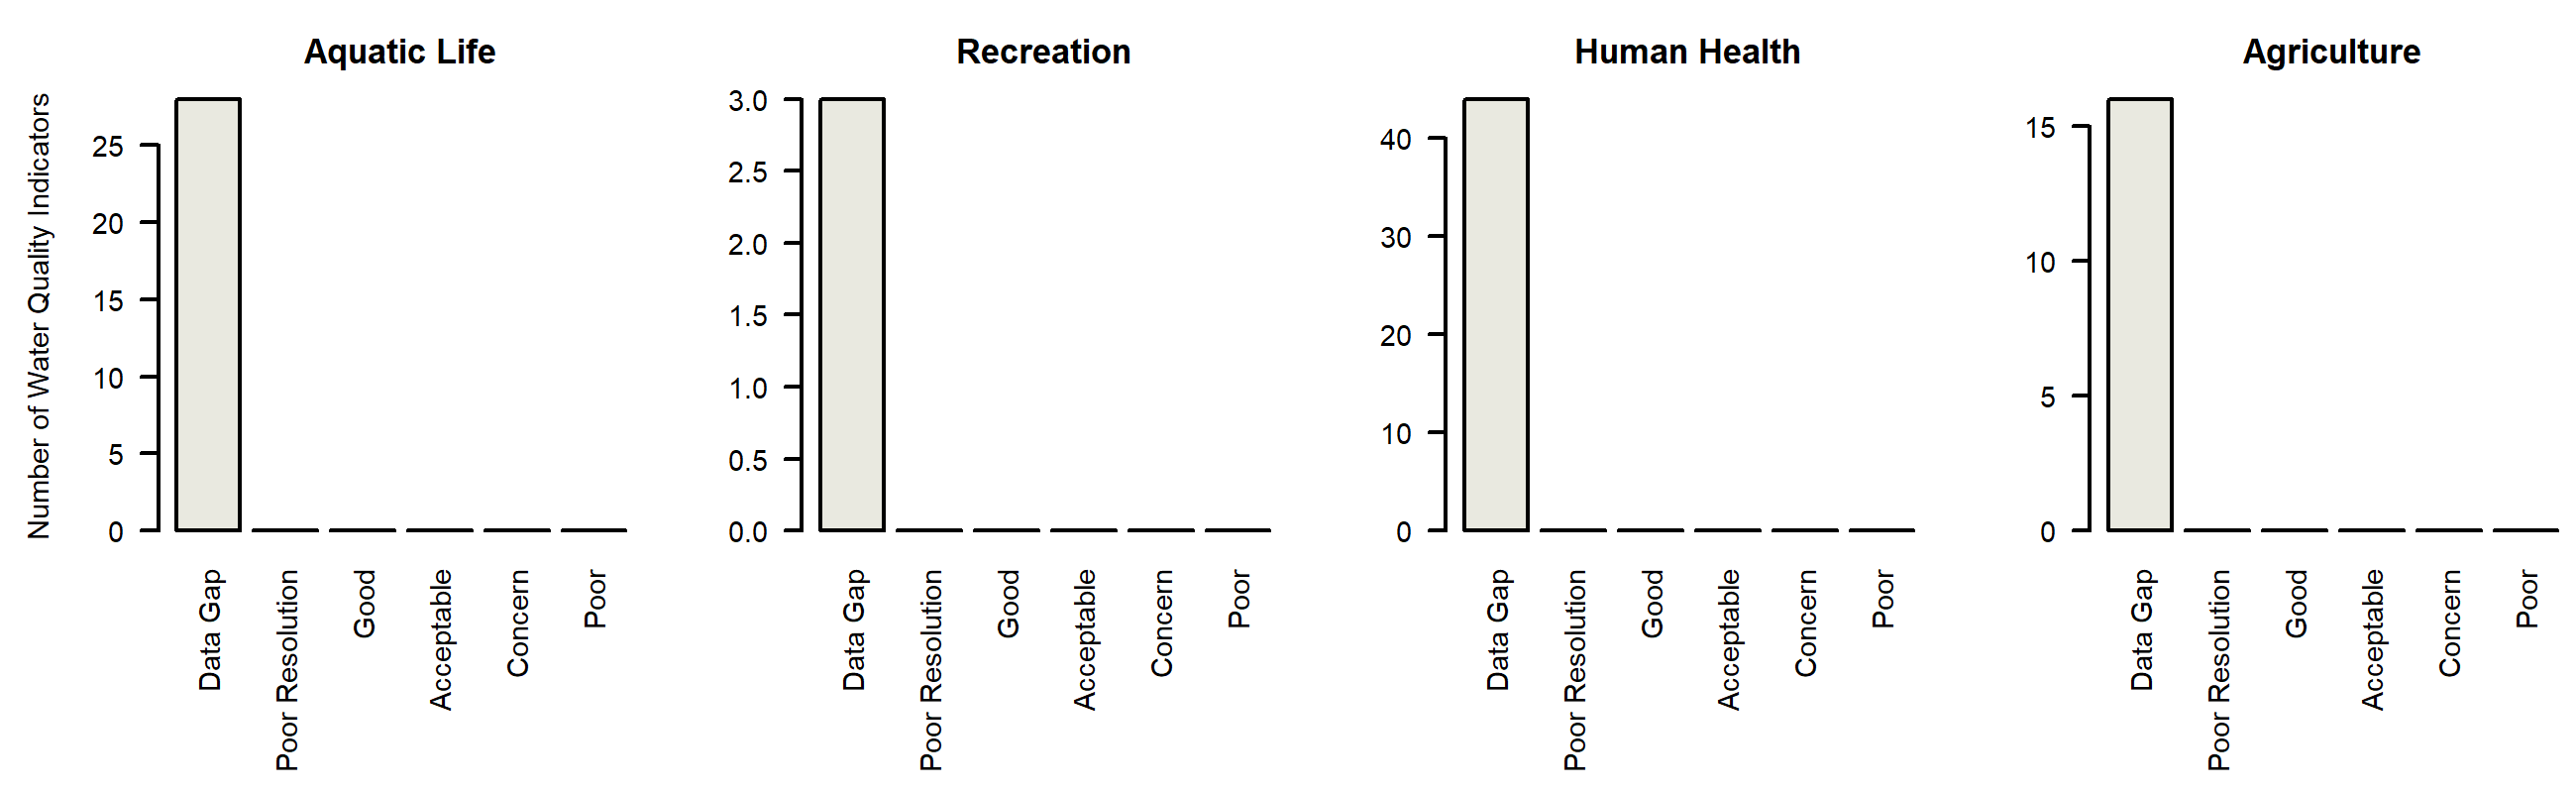 Aquatic Life
Number of Water Quality Indicators
25
20
15
10
5
0
Data Gap
Poor Resolution
Good
Acceptable
Concern
Poor
Recreation
3.0
2.5
2.0
1.5
1.0
0.5
0.0
Data Gap
Poor Resolution
Good
Acceptable
Concern
Poor
Human Health
40
30
20
10
0
Data Gap
Poor Resolution
Good
Acceptable
Concern
Poor
Agriculture
15
10
5
0
Data Gap
Poor Resolution
Good
Acceptable
Concern
Poor